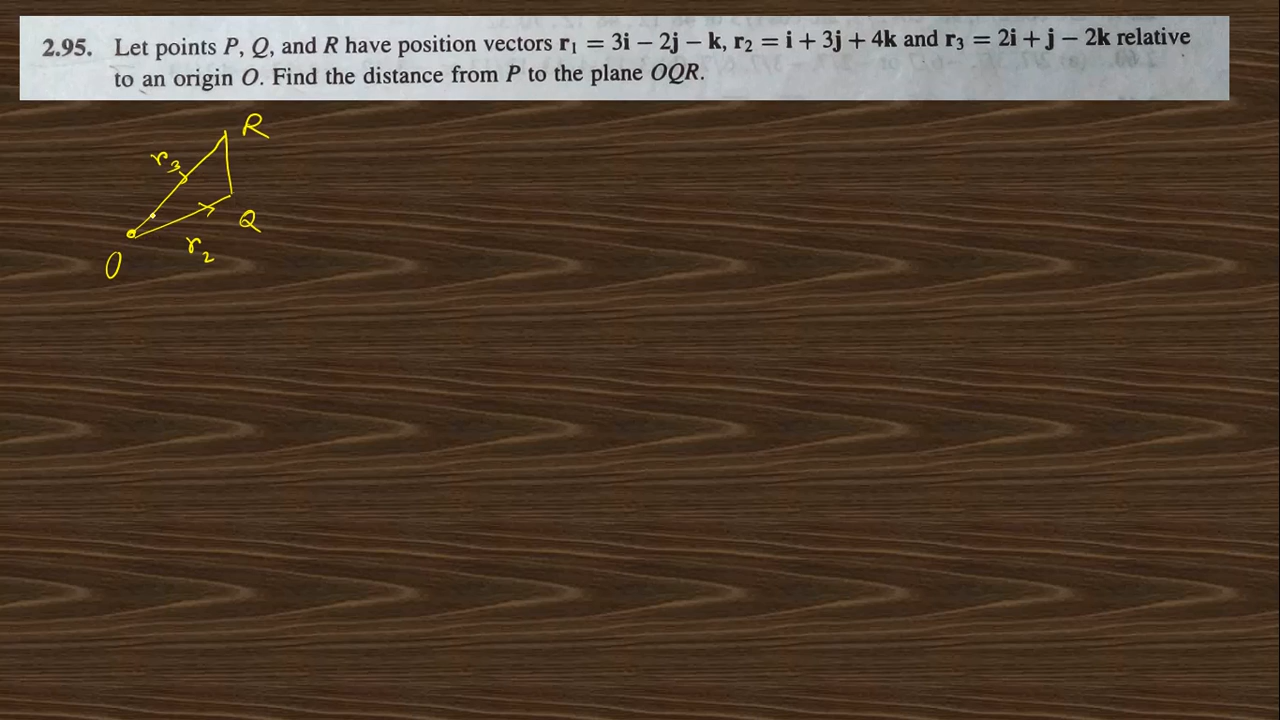 2.95. Let points P, Q, and R have position vectors r₁ = 3i − 2j − k, r₂ = i + 3j + 4k and r₃ = 2i + j − 2k relative
to an origin O. Find the distance from P to the plane OQR.
R
r₃
Q
r₂
O